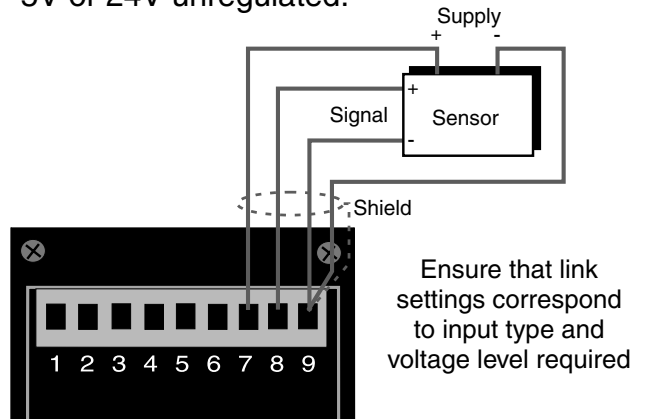 5V or 24V unregulated.
Supply
+ -
+
Signal
Sensor
-
Shield
Ensure that link
settings correspond
to input type and
voltage level required
1 2 3 4 5 6 7 8 9